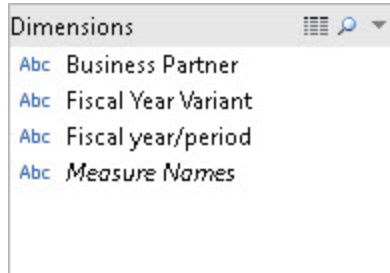 Dimensions
Abc Business Partner
Abc Fiscal Year Variant
Abc Fiscal year/period
Abc Measure Names